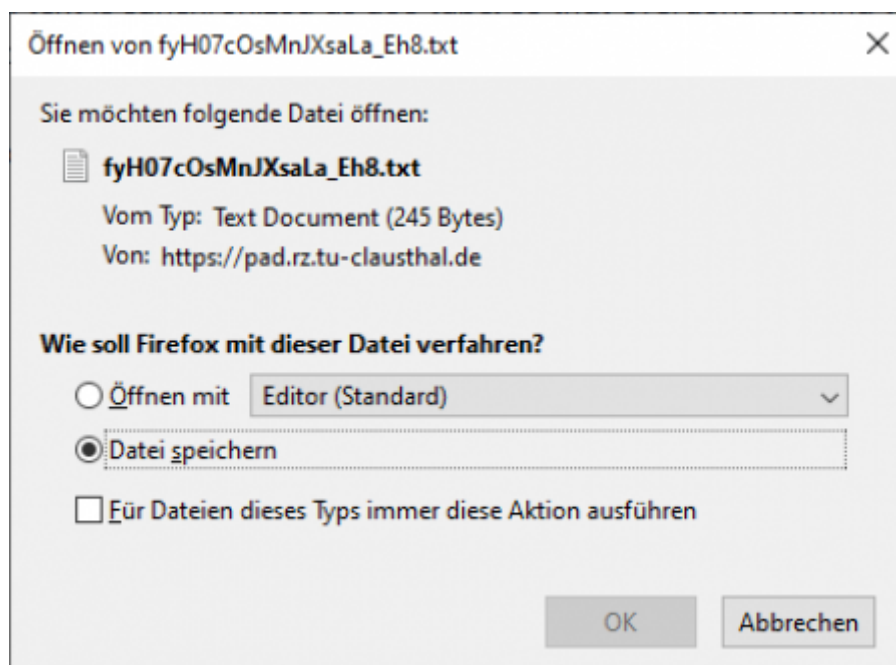 Öffnen von fyH07cOsMnJXsaLa_Eh8.txt
Sie möchten folgende Datei öffnen:
fyH07cOsMnJXsaLa_Eh8.txt
Vom Typ: Text Document (245 Bytes)
Von: https://pad.rz.tu-clausthal.de
Wie soll Firefox mit dieser Datei verfahren?
Öffnen mit Editor (Standard)
Datei speichern
Für Dateien dieses Typs immer diese Aktion ausführen
OK Abbrechen